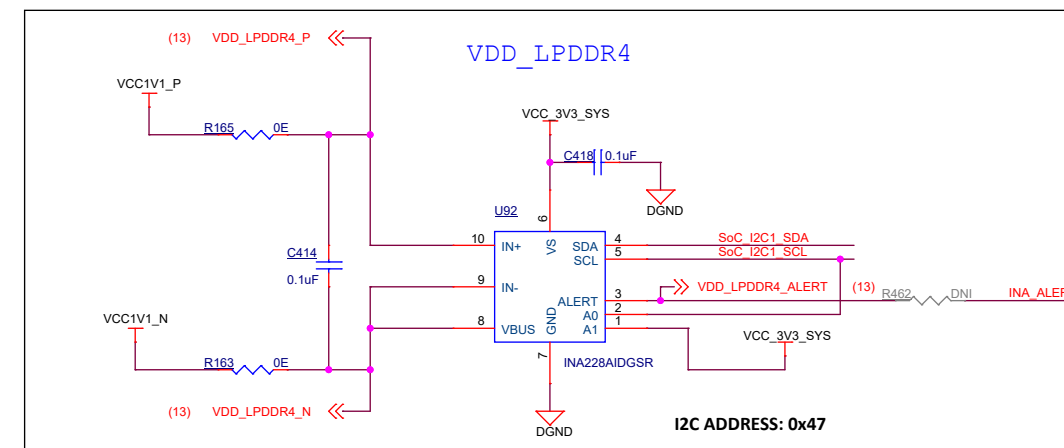 (13) VDD_LPDDR4_P
VDD_LPDDR4
VCC1V1_P
VCC_3V3_SYS
R165 0E
C418 0.1uF
DGND
U92
6
VS
10 IN+
SDA 4 SoC_I2C1_SDA
SCL 5 SoC_I2C1_SCL
C414
0.1uF
9 IN-
VDD_LPDDR4_ALERT (13)
R462 DNI INA_ALER
ALERT 3
A0 2
VCC1V1_N
8 VBUS
GND
A1 1
VCC_3V3_SYS
7
INA228AIDGSR
R163 0E
(13) VDD_LPDDR4_N
DGND
I2C ADDRESS: 0x47